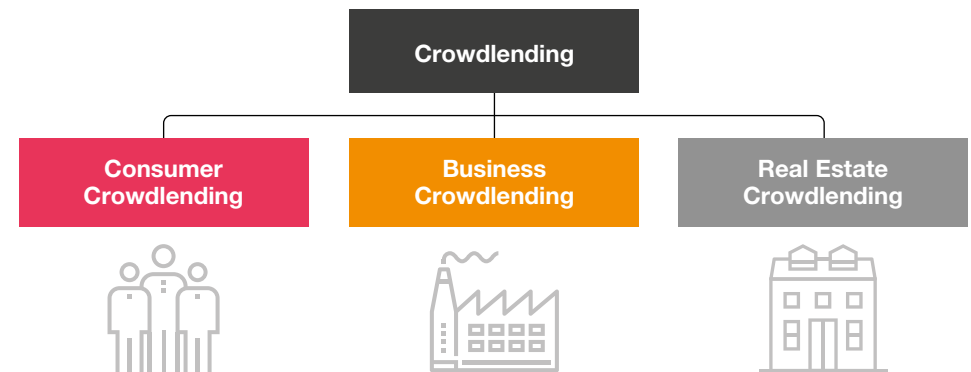 Crowdlending
Consumer
Crowdlending
Business
Crowdlending
Real Estate
Crowdlending